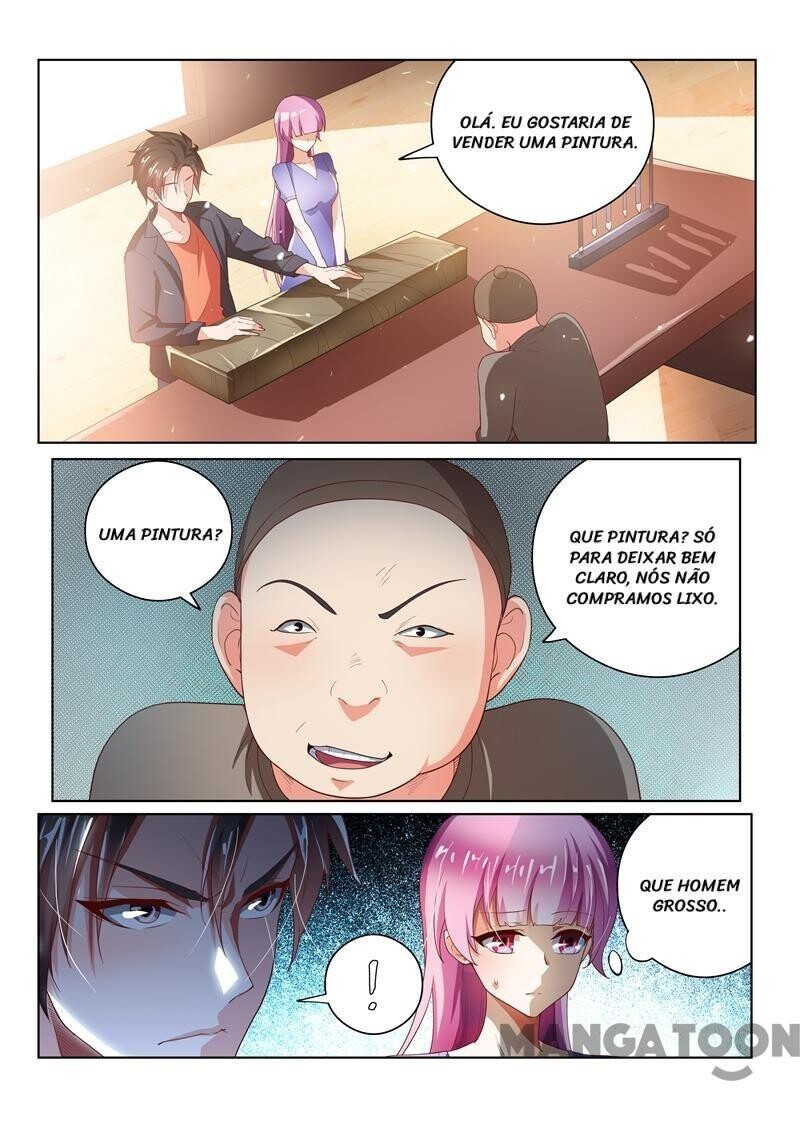 OLÁ. EU GOSTARIA DE
VENDER UMA PINTURA.
UMA PINTURA?
QUE PINTURA? SÓ
PARA DEIXAR BEM
CLARO, NÓS NÃO
COMPRAMOS LIXO.
!
QUE HOMEM
GROSSO..
MANGATOON